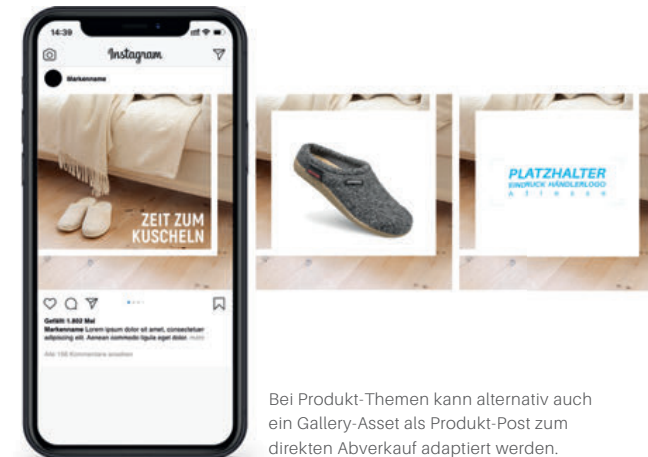 14:39
Instagram
Markenname
ZEIT ZUM
KUSCHELN
PLATZHALTER
EINDRUCK HÄNDLERLOGO
Adresse
Gefällt 1.802 Mal
Markenname Lorem ipsum dolor sit amet, consectetuer
adipiscing elit. Aenean commodo ligula eget dolor. mehr
Alle 158 Kommentare ansehen
Bei Produkt-Themen kann alternativ auch
ein Gallery-Asset als Produkt-Post zum
direkten Abverkauf adaptiert werden.